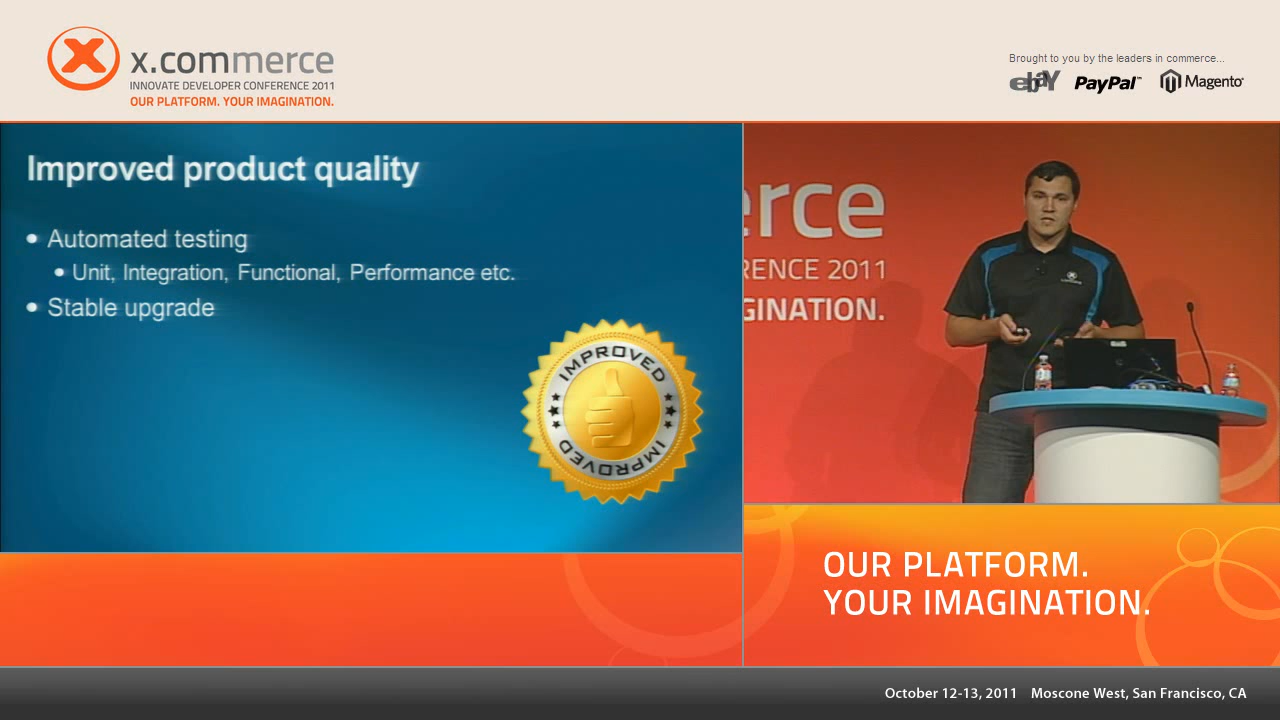 x.commerce
INNOVATE DEVELOPER CONFERENCE 2011
OUR PLATFORM. YOUR IMAGINATION.
Brought to you by the leaders in commerce...
ebaY PayPal™ Magento®
Improved product quality
• Automated testing
• Unit, Integration, Functional, Performance etc.
• Stable upgrade
IMPROVED
IMPROVED
erce
RENCE 2011
GINATION.
OUR PLATFORM.
YOUR IMAGINATION.
October 12-13, 2011 Moscone West, San Francisco, CA